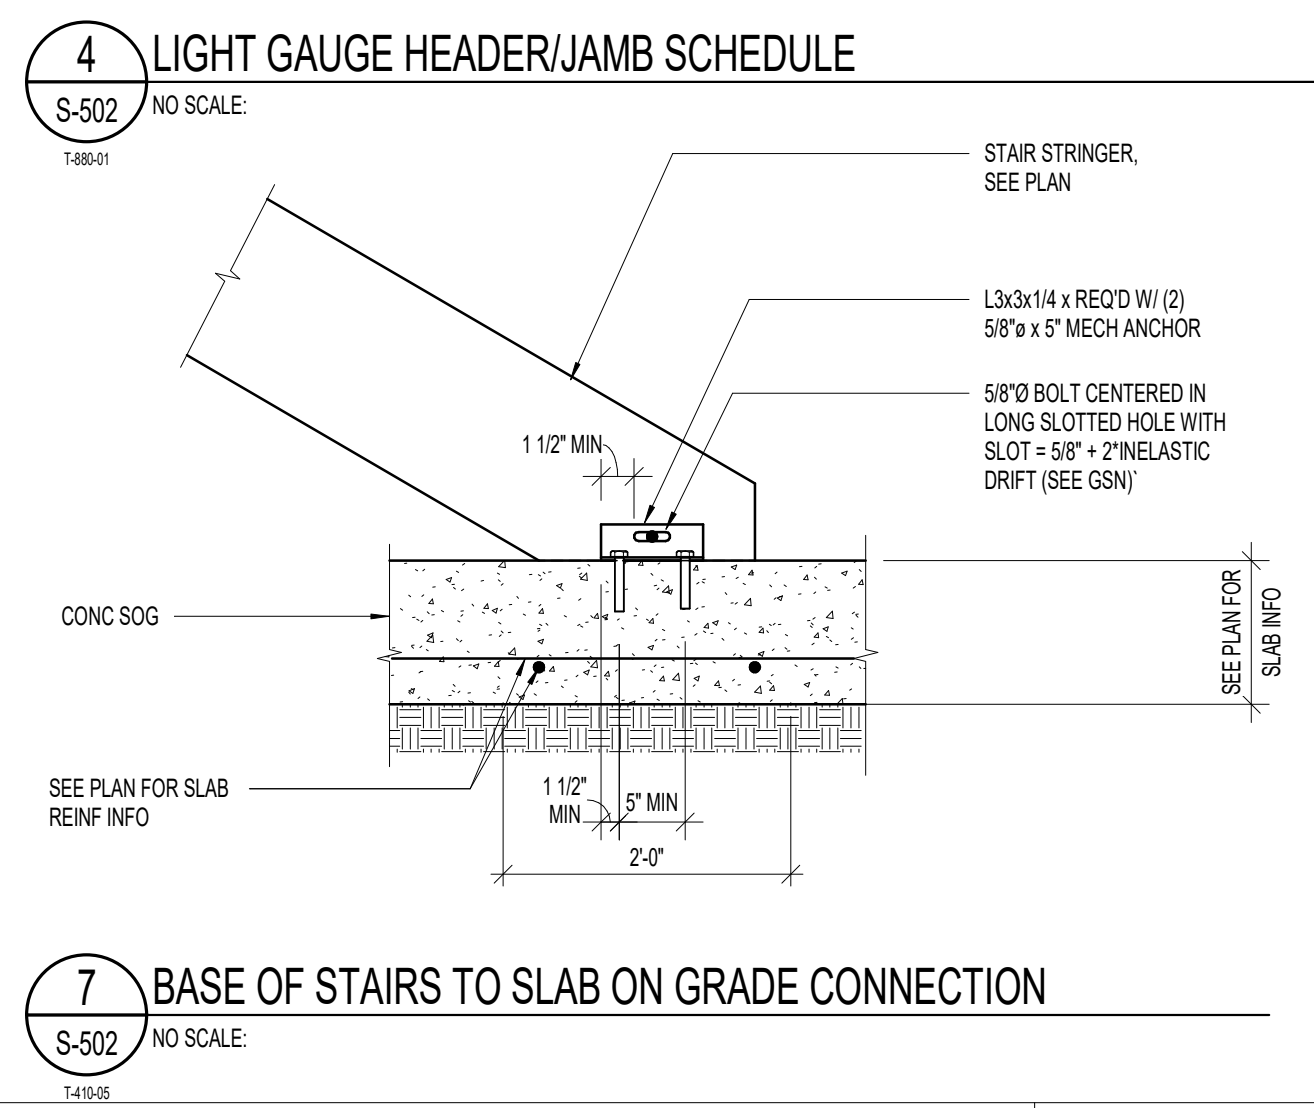 4
LIGHT GAUGE HEADER/JAMB SCHEDULE
S-502
NO SCALE:
T-880-01
STAIR STRINGER,
SEE PLAN
L3x3x1/4 x REQ'D W/ (2)
5/8"ø x 5" MECH ANCHOR
5/8"Ø BOLT CENTERED IN
LONG SLOTTED HOLE WITH
SLOT = 5/8" + 2*INELASTIC
DRIFT (SEE GSN)`
1 1/2" MIN
CONC SOG
SEE PLAN FOR
SLAB INFO
SEE PLAN FOR SLAB
REINF INFO
1 1/2"
MIN
5" MIN
2'-0"
7
BASE OF STAIRS TO SLAB ON GRADE CONNECTION
S-502
NO SCALE:
T-410-05